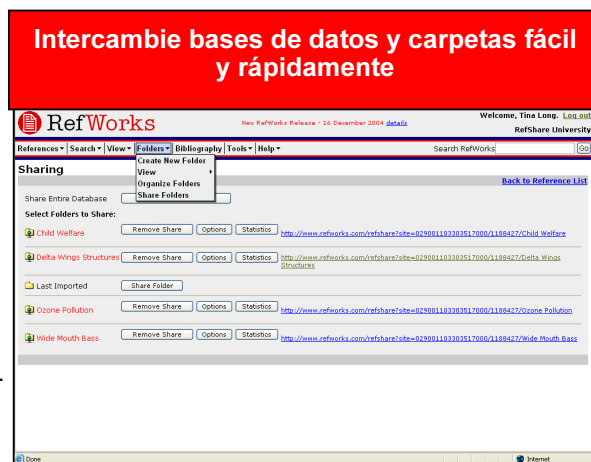 Intercambie bases de datos y carpetas fácil
y rápidamente
RefWorks
New RefWorks Release - 16 December 2004 details
Welcome, Tina Long. Log out
RefShare University
References Search View Folders Bibliography Tools Help Search RefWorks Go
Create New Folder
View
Organize Folders
Share Folders
Sharing
Back to Reference List
Share Entire Database
Select Folders to Share:
Child Welfare Remove Share Options Statistics http://www.refworks.com/refshare?site=029001103303517000/1188427/Child Welfare
Delta Wings Structures Remove Share Options Statistics http://www.refworks.com/refshare?site=029001103303517000/1188427/Delta Wings
Structures
Last Imported Share Folder
Ozone Pollution Remove Share Options Statistics http://www.refworks.com/refshare?site=029001103303517000/1188427/Ozone Pollution
Wide Mouth Bass Remove Share Options Statistics http://www.refworks.com/refshare?site=029001103303517000/1188427/Wide Mouth Bass
Done Internet